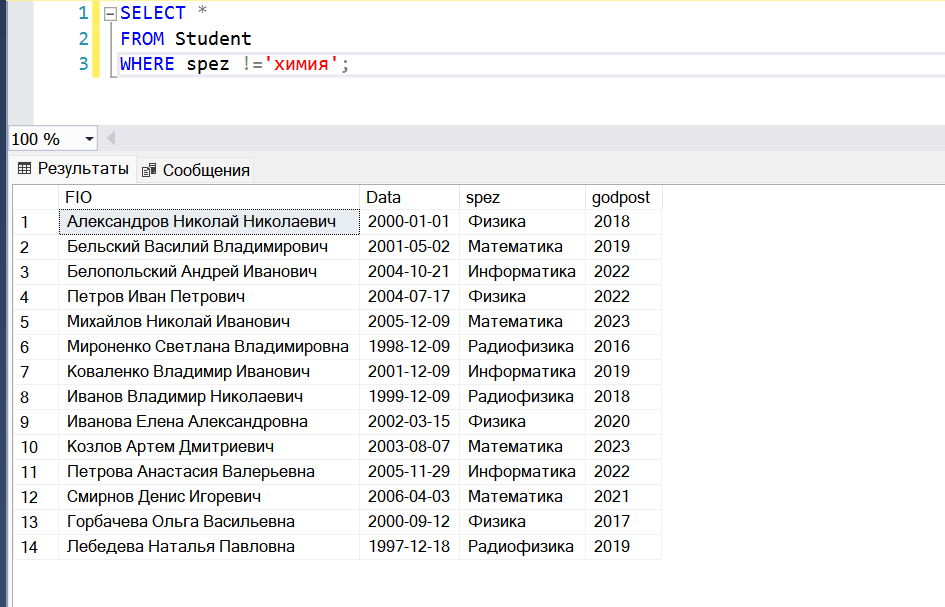 1 SELECT *
2 FROM Student
3 WHERE spez !='химия';
100 %
Результаты Сообщения
FIO Data spez godpost
1 Александров Николай Николаевич 2000-01-01 Физика 2018
2 Бельский Василий Владимирович 2001-05-02 Математика 2019
3 Белопольский Андрей Иванович 2004-10-21 Информатика 2022
4 Петров Иван Петрович 2004-07-17 Физика 2022
5 Михайлов Николай Иванович 2005-12-09 Математика 2023
6 Мироненко Светлана Владимировна 1998-12-09 Радиофизика 2016
7 Коваленко Владимир Иванович 2001-12-09 Информатика 2019
8 Иванов Владимир Николаевич 1999-12-09 Радиофизика 2018
9 Иванова Елена Александровна 2002-03-15 Физика 2020
10 Козлов Артем Дмитриевич 2003-08-07 Математика 2023
11 Петрова Анастасия Валерьевна 2005-11-29 Информатика 2022
12 Смирнов Денис Игоревич 2006-04-03 Математика 2021
13 Горбачева Ольга Васильевна 2000-09-12 Физика 2017
14 Лебедева Наталья Павловна 1997-12-18 Радиофизика 2019